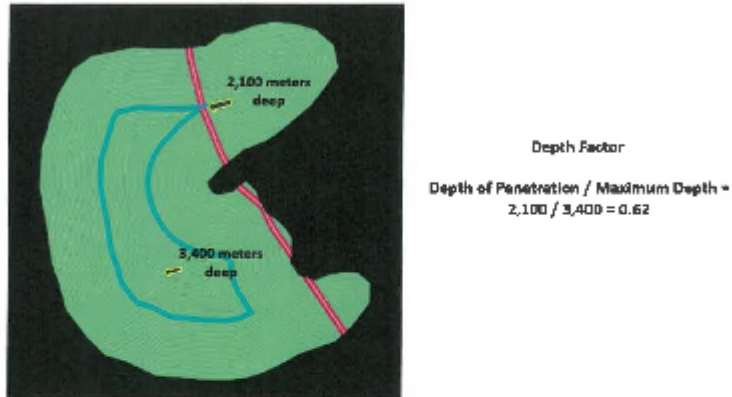 2,100 meters
deep
3,400 meters
deep
Depth Factor
Depth of Penetration / Maximum Depth =
2,100 / 3,400 = 0.62